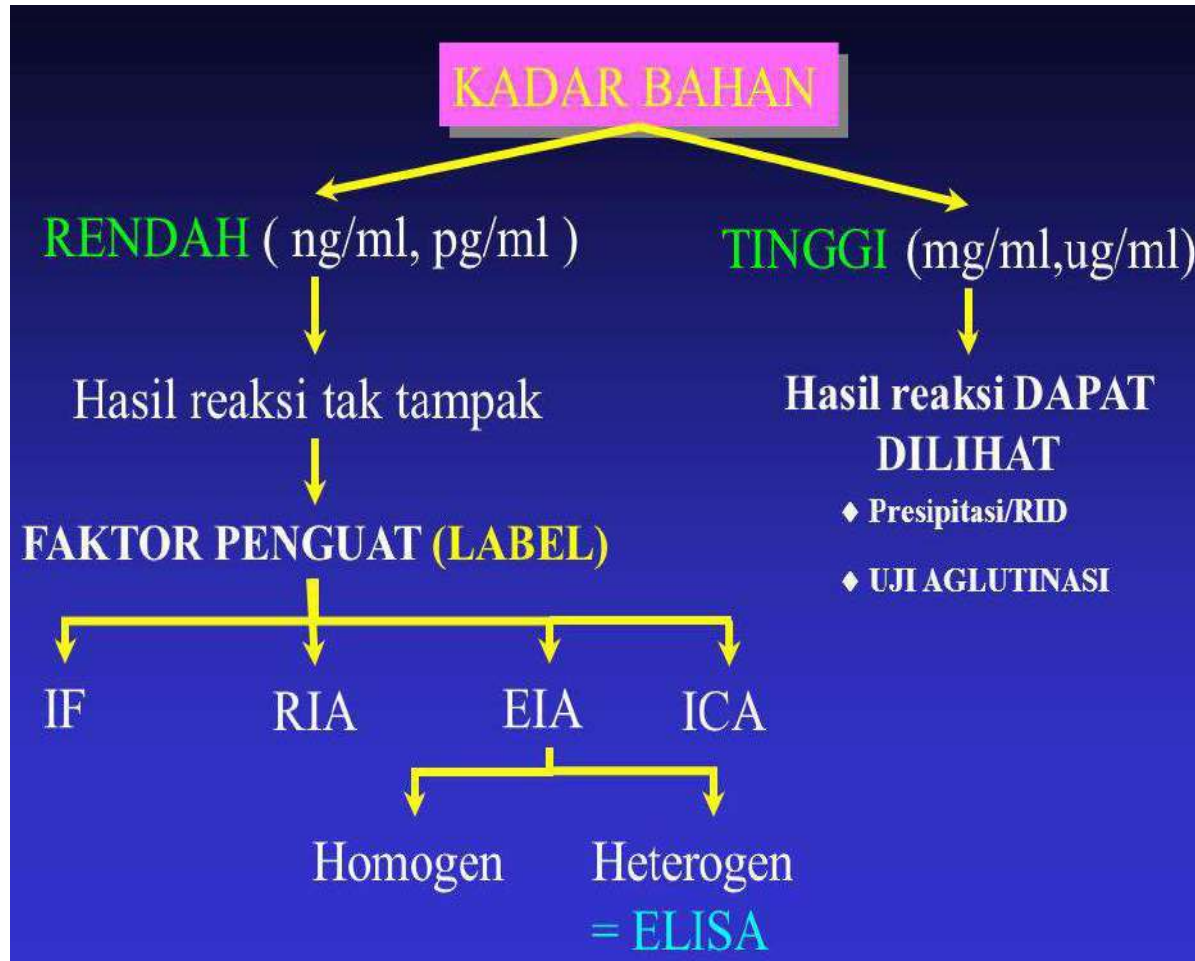 KADAR BAHAN
RENDAH ( ng/ml, pg/ml )
TINGGI (mg/ml,ug/ml)
Hasil reaksi tak tampak
Hasil reaksi DAPAT
DILIHAT
♦ Presipitasi/RID
♦ UJI AGLUTINASI
FAKTOR PENGUAT (LABEL)
IF
RIA
EIA
ICA
Homogen
Heterogen
= ELISA